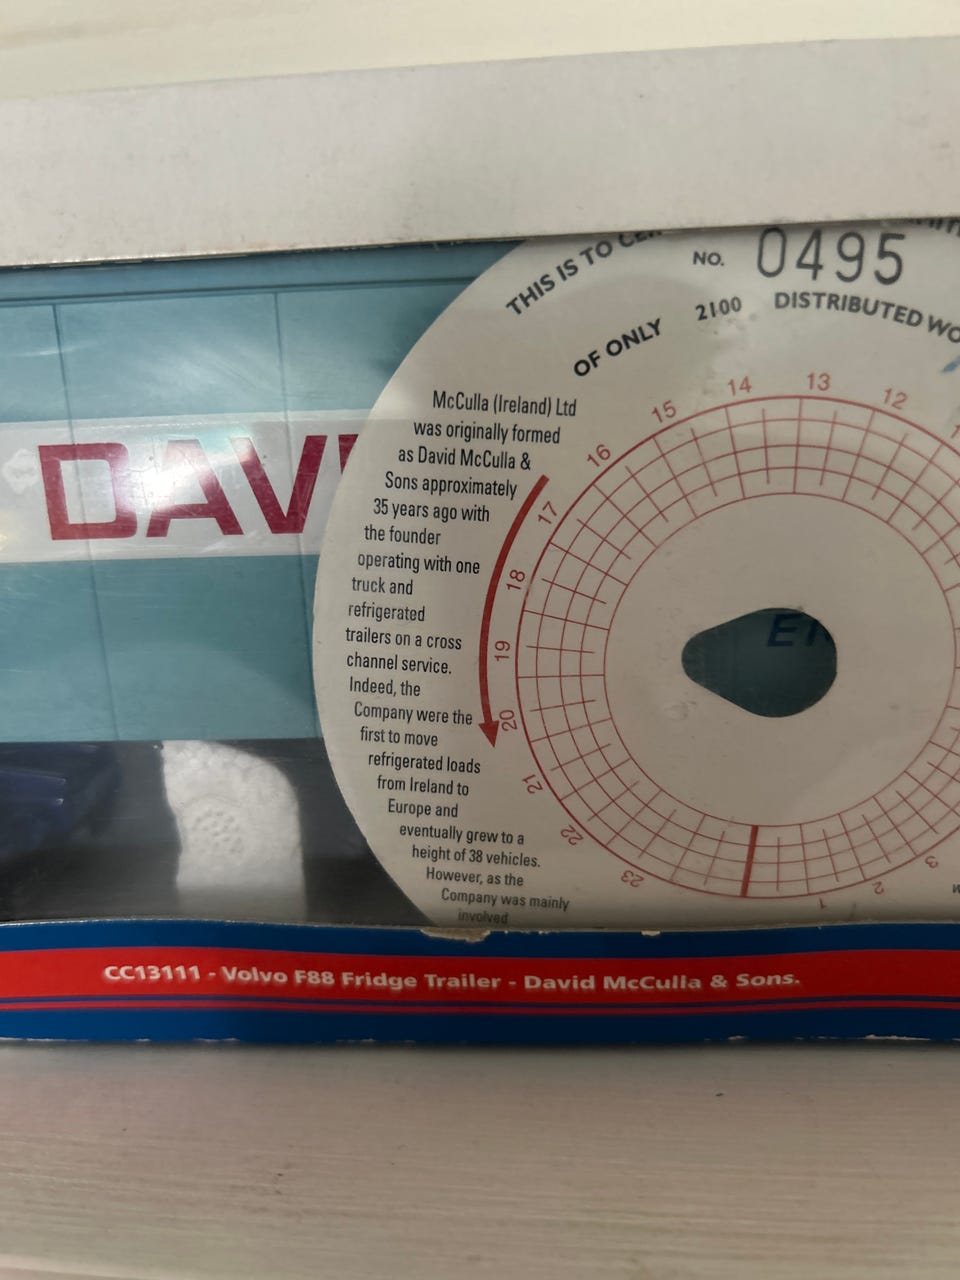 THIS IS TO
NO. 0495
OF ONLY 2100 DISTRIBUTED
McCulla (Ireland) Ltd
was originally formed
as David McCulla &
Sons approximately
35 years ago with
the founder
operating with one
truck and
refrigerated
trailers on a cross
channel service.
Indeed, the
Company were the
first to move
refrigerated loads
from Ireland to
Europe and
eventually grew to a
height of 38 vehicles.
However, as the
Company was mainly
involved
DAV
12
13
14
15
16
17
18
19
20
21
22
23
1
2
3
CC13111 - Volvo F88 Fridge Trailer - David McCulla & Sons.